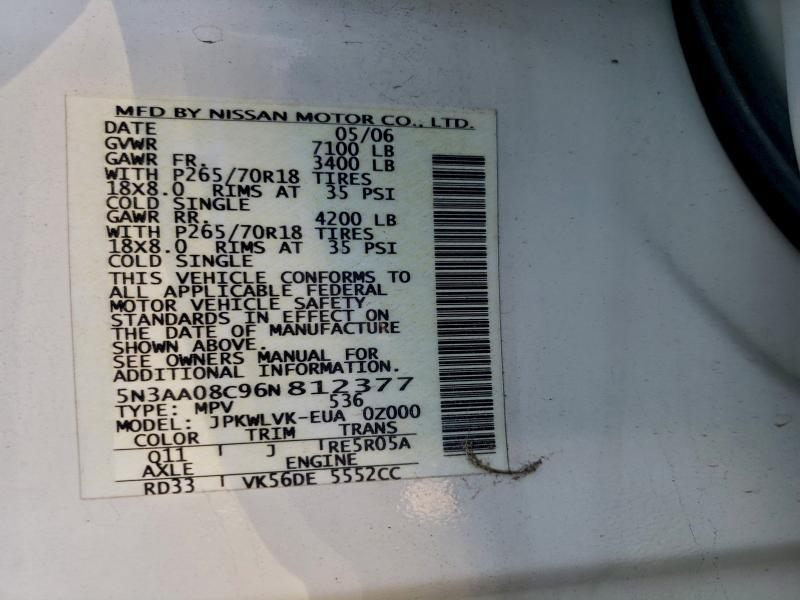 MFD BY NISSAN MOTOR CO., LTD.
DATE 05/06
GVWR 7100 LB
GAWR FR. 3400 LB
WITH P265/70R18 TIRES
18X8.0 RIMS AT 35 PSI
COLD SINGLE
GAWR RR. 4200 LB
WITH P265/70R18 TIRES
18X8.0 RIMS AT 35 PSI
COLD SINGLE
THIS VEHICLE CONFORMS TO
ALL APPLICABLE FEDERAL
MOTOR VEHICLE SAFETY
STANDARDS IN EFFECT ON
THE DATE OF MANUFACTURE
SHOWN ABOVE.
SEE OWNERS MANUAL FOR
ADDITIONAL INFORMATION.
5N3AA08C96N812377
TYPE: MPV 536
MODEL: JPKWLVK-EUA 0Z000
COLOR TRIM TRANS
Q11 J RE5R05A
AXLE ENGINE
RD33 VK56DE 5552CC